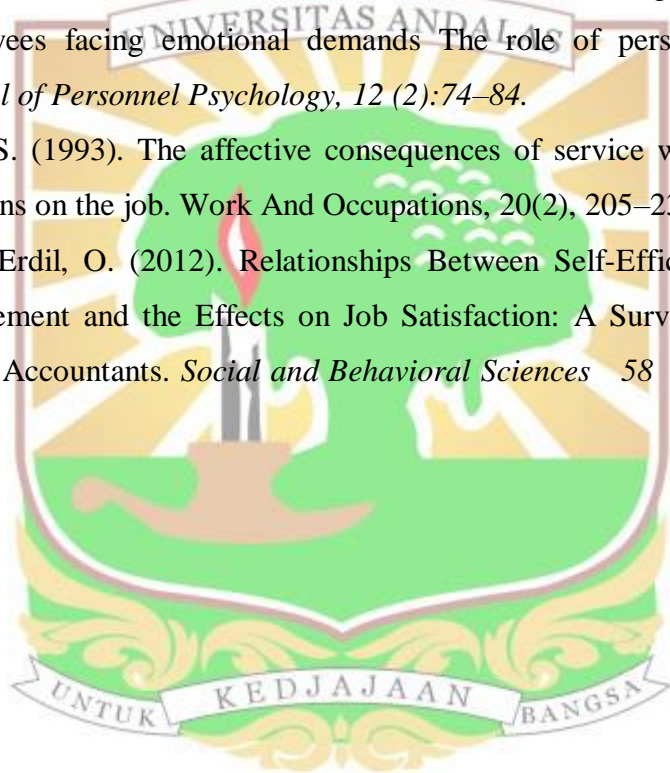 UNIVERSITAS ANDALAS
yees facing emotional demands The role of pers
l of Personnel Psychology, 12 (2):74–84.
S. (1993). The affective consequences of service w
ns on the job. Work And Occupations, 20(2), 205–23
Erdil, O. (2012). Relationships Between Self-Effic
ement and the Effects on Job Satisfaction: A Surv
Accountants. Social and Behavioral Sciences 58
UNTUK KEDJAJAAN BANGSA